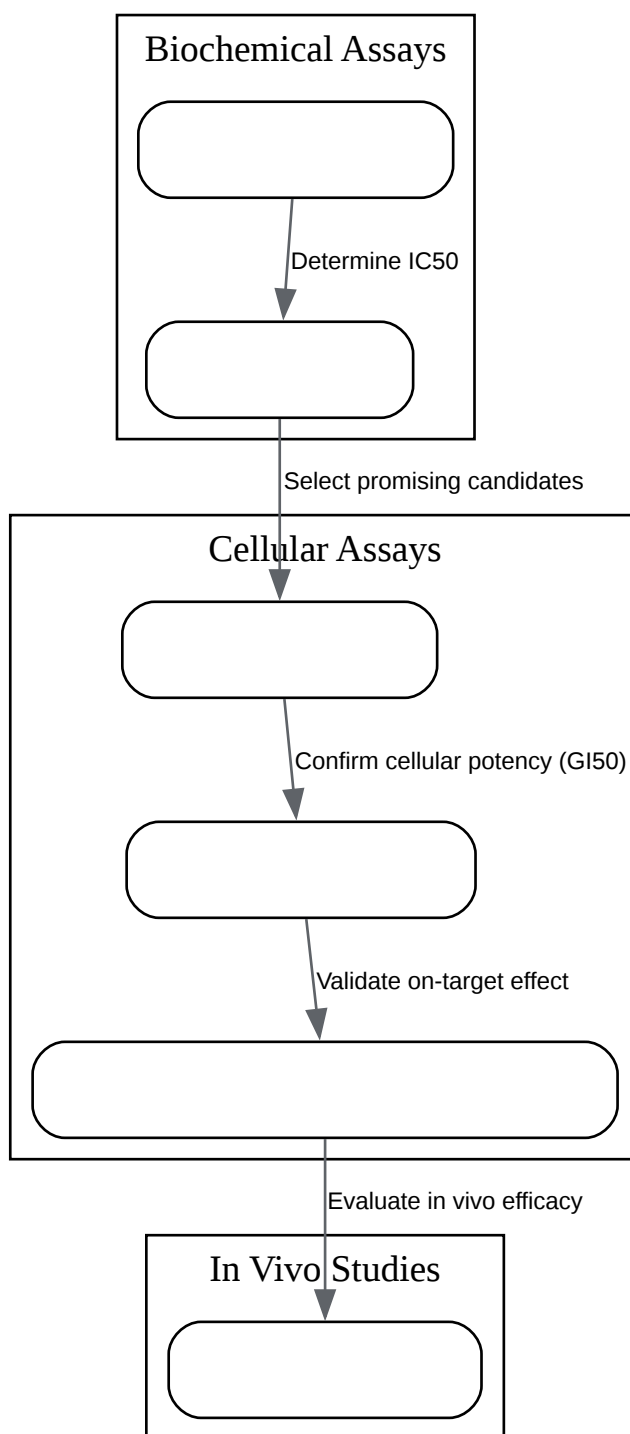 Biochemical Assays
Determine IC50
Select promising candidates
Cellular Assays
Confirm cellular potency (GI50)
Validate on-target effect
Evaluate in vivo efficacy
In Vivo Studies